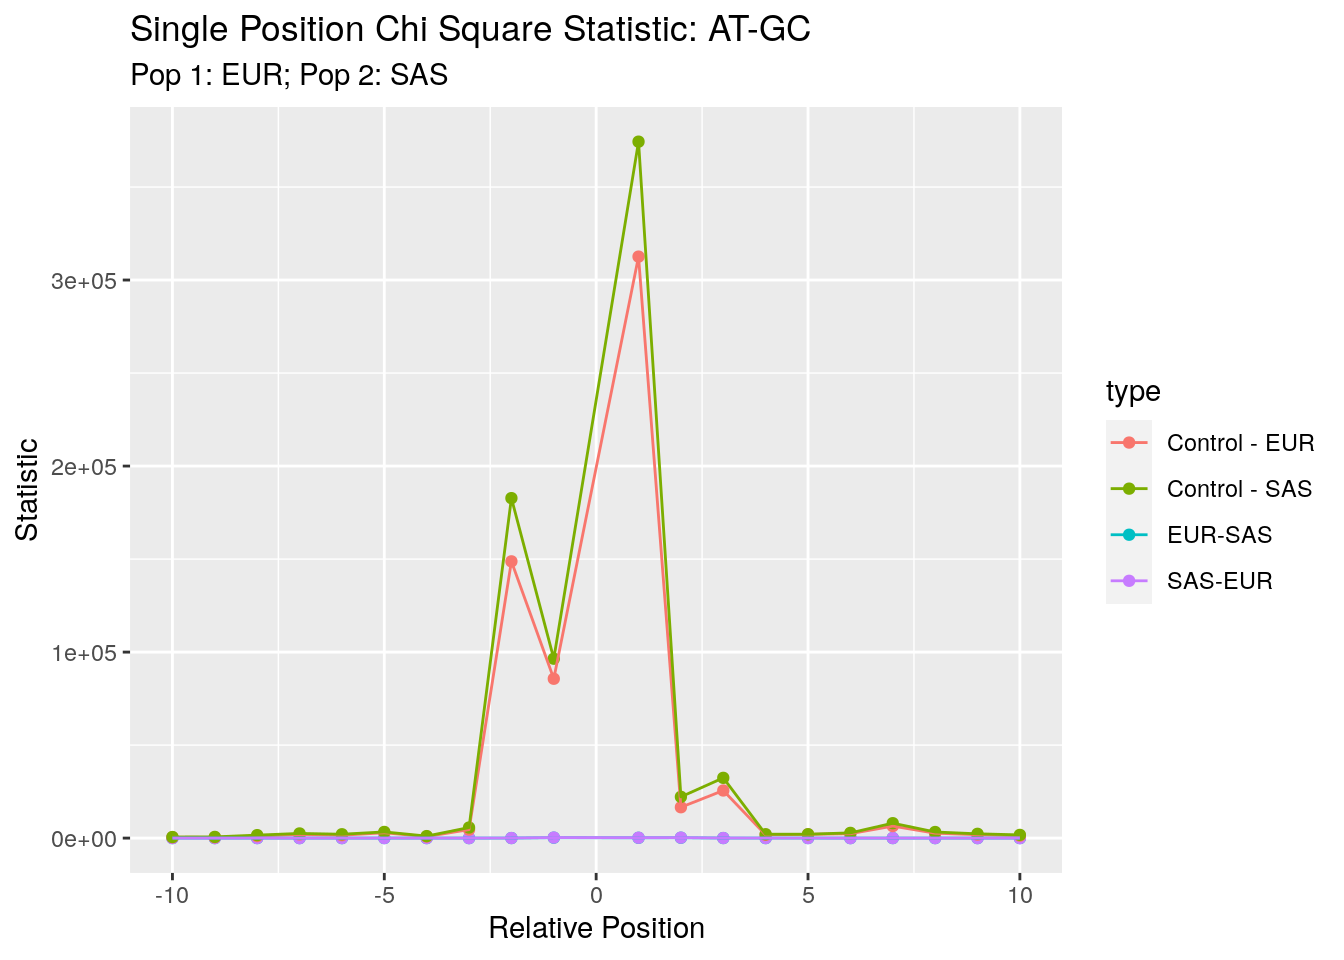 Single Position Chi Square Statistic: AT-GC
Pop 1: EUR; Pop 2: SAS
Statistic
3e+05
2e+05
1e+05
0e+00
-10 -5 0 5 10
Relative Position
type
Control - EUR
Control - SAS
EUR-SAS
SAS-EUR